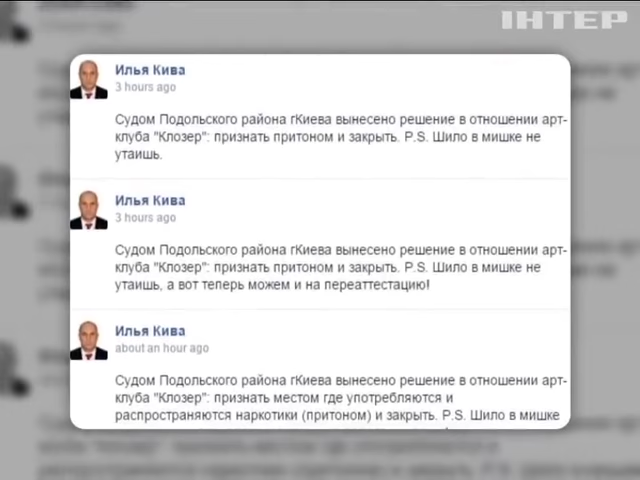 ІНТЕР
Илья Кива
3 hours ago
Судом Подольского района гКиева вынесено решение в отношении арт-
клуба "Клозер": признать притоном и закрыть. P.S. Шило в мишке не
утаишь.
Илья Кива
3 hours ago
Судом Подольского района гКиева вынесено решение в отношении арт-
клуба "Клозер": признать притоном и закрыть. P.S. Шило в мишке не
утаишь, а вот теперь можем и на переаттестацию!
Илья Кива
about an hour ago
Судом Подольского района гКиева вынесено решение в отношении арт-
клуба "Клозер": признать местом где употребляются и
распространяются наркотики (притоном) и закрыть. P.S. Шило в мишке